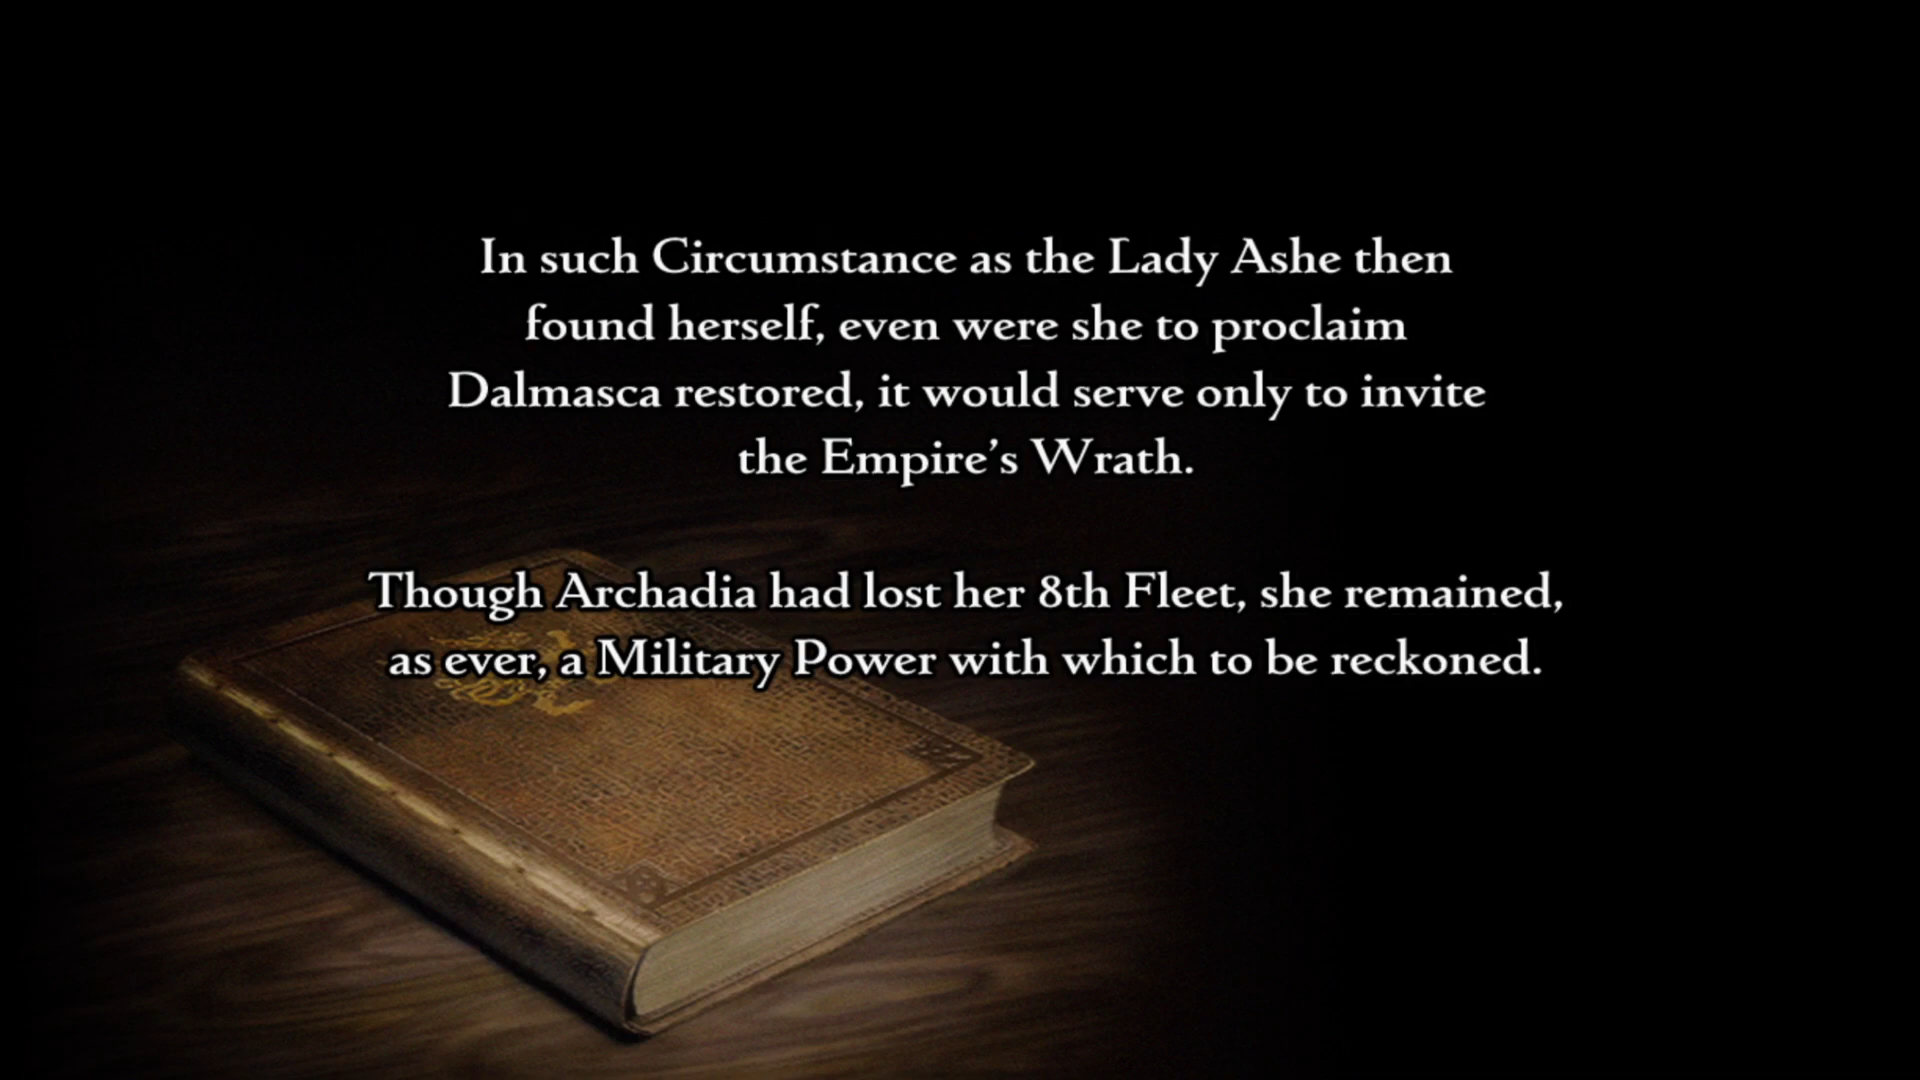 In such Circumstance as the Lady Ashe then
found herself, even were she to proclaim
Dalmasca restored, it would serve only to invite
the Empire’s Wrath.
Though Archadia had lost her 8th Fleet, she remained,
as ever, a Military Power with which to be reckoned.